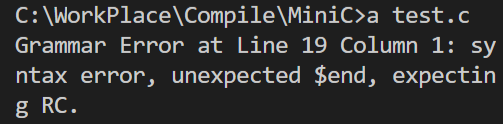 C:\WorkPlace\Compile\MiniC>a test.c
Grammar Error at Line 19 Column 1: sy
ntax error, unexpected $end, expectin
g RC.